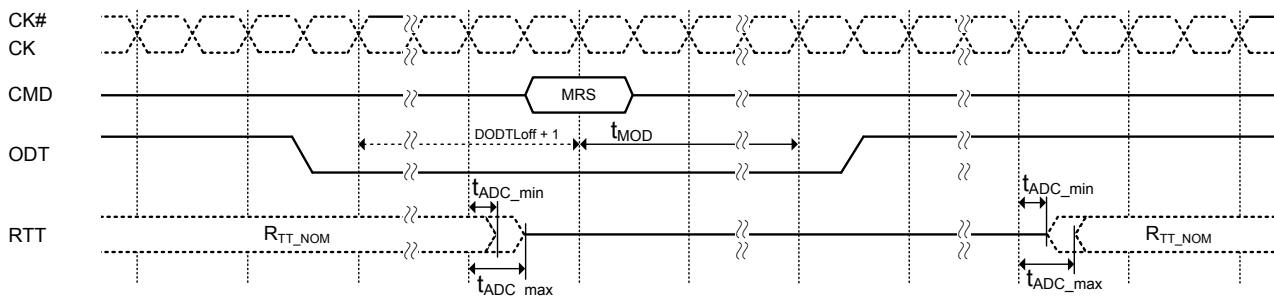 CK#
CK
CMD
MRS
ODT
DODTLoff + 1
tMOD
tADC_min
tADC_min
RTT
RTT_NOM
RTT_NOM
tADC_max
tADC_max